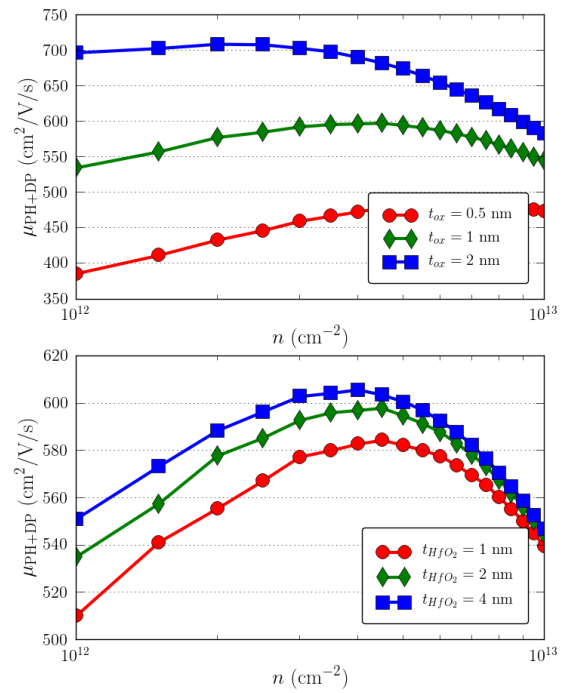 750
700
650
600
550
500
450
400
350
μPH+DP (cm²/V/s)
tox = 0.5 nm
tox = 1 nm
tox = 2 nm
10¹² 10¹³
n (cm⁻²)
620
600
580
560
540
520
500
μPH+DP (cm²/V/s)
tHfO₂ = 1 nm
tHfO₂ = 2 nm
tHfO₂ = 4 nm
10¹² 10¹³
n (cm⁻²)